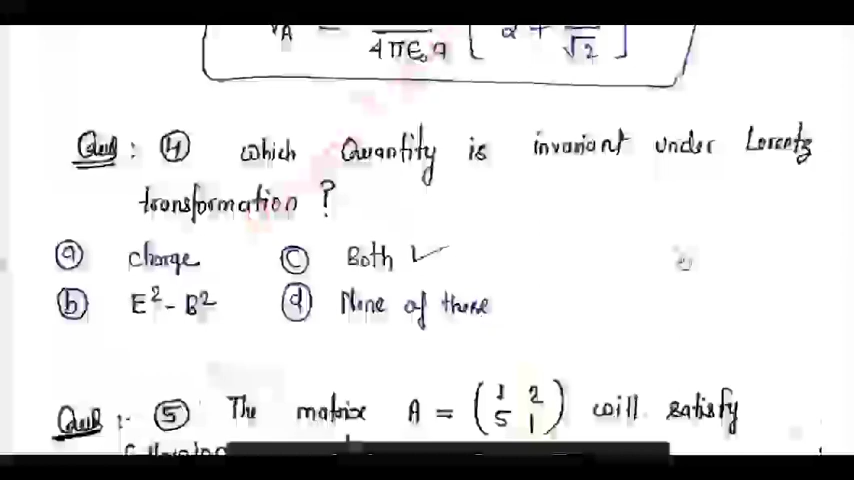 4πε₀a [ 2 + √2 ]
Que : ④ which Quantity is invariant under Lorentz
transformation ?
ⓐ charge ⓒ Both ✓
ⓑ E² - B² ⓓ None of these
Que :- ⑤ The matrix A = ( 1 2 ) will satisfy
( 5 1 )